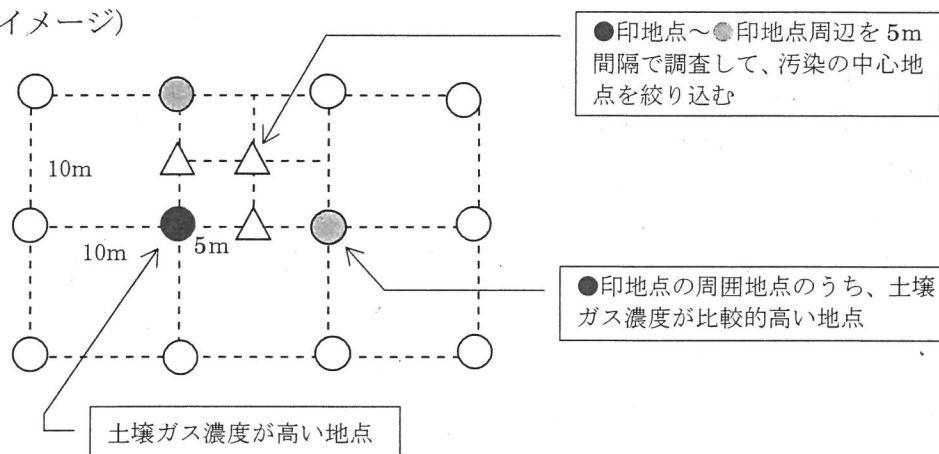 イメージ)
●印地点~●印地点周辺を 5m
間隔で調査して、汚染の中心地
点を絞り込む
10m
10m
5m
●印地点の周囲地点のうち、土壌
ガス濃度が比較的高い地点
土壌ガス濃度が高い地点